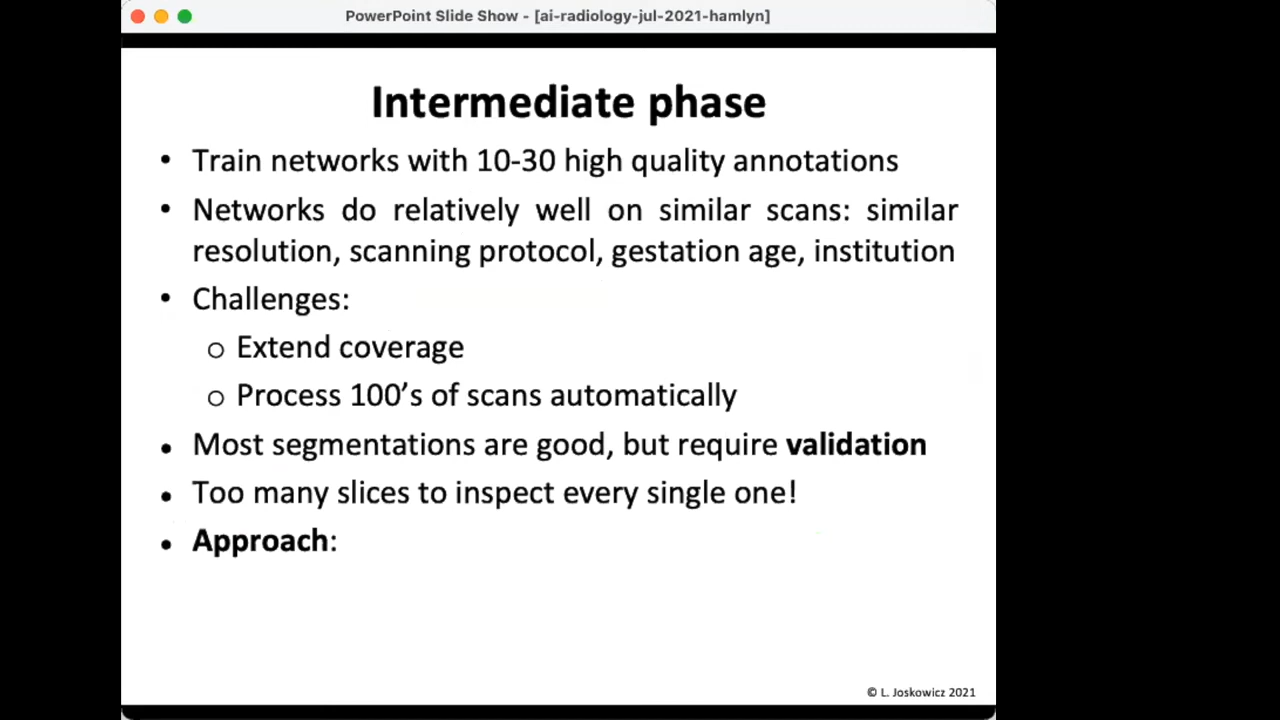 PowerPoint Slide Show - [ai-radiology-jul-2021-hamlyn]
Intermediate phase
• Train networks with 10-30 high quality annotations
• Networks do relatively well on similar scans: similar
resolution, scanning protocol, gestation age, institution
• Challenges:
o Extend coverage
o Process 100’s of scans automatically
• Most segmentations are good, but require validation
• Too many slices to inspect every single one!
• Approach:
© L. Joskowicz 2021